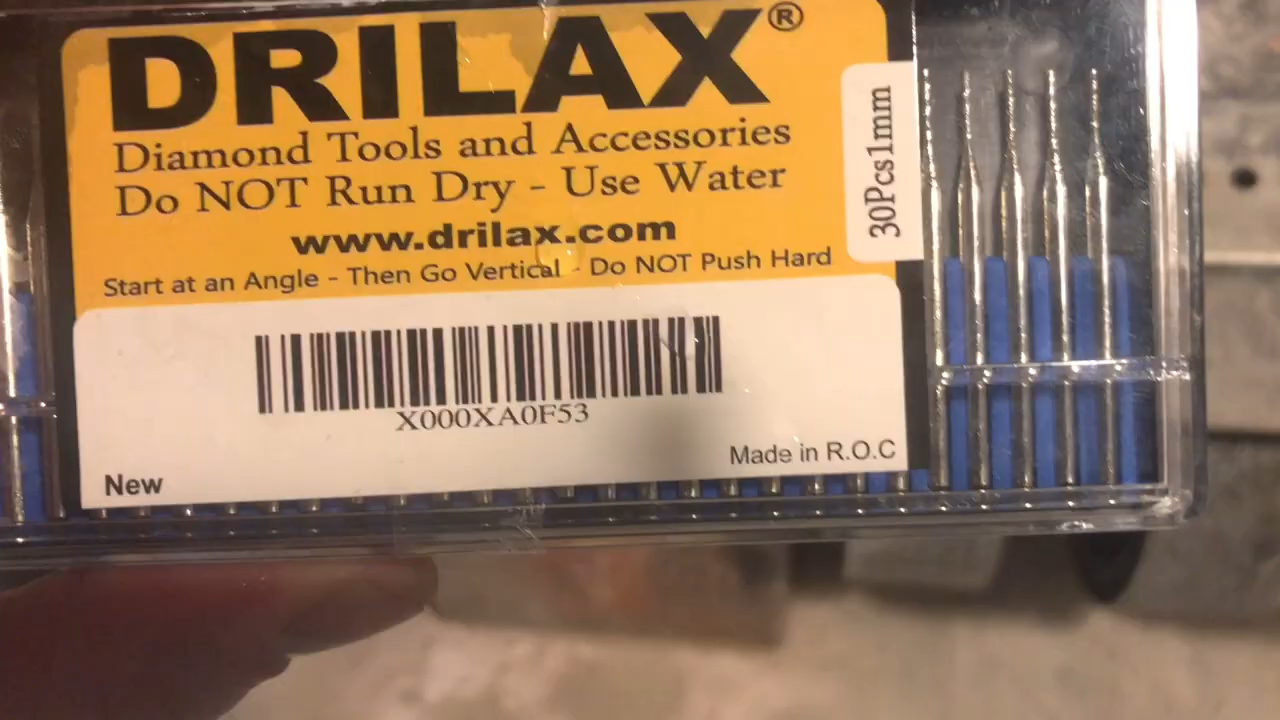 DRILAX®
Diamond Tools and Accessories
Do NOT Run Dry - Use Water
www.drilax.com
Start at an Angle - Then Go Vertical - Do NOT Push Hard
30Pcs1mm
X000XA0F53
Made in R.O.C
New